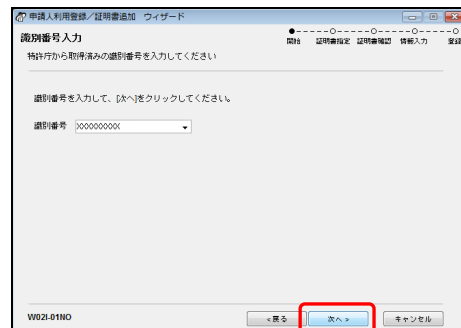 申請人利用登録／証明書追加　ウィザード
識別番号入力
●- - - -○- - - -○- - - -○- - - -○
開始　証明書指定　証明書確認　情報入力　登録
特許庁から取得済みの識別番号を入力してください
識別番号を入力して、[次へ]をクリックしてください。
識別番号　XXXXXXXXX
W02I-01NO　<戻る　次へ >　キャンセル